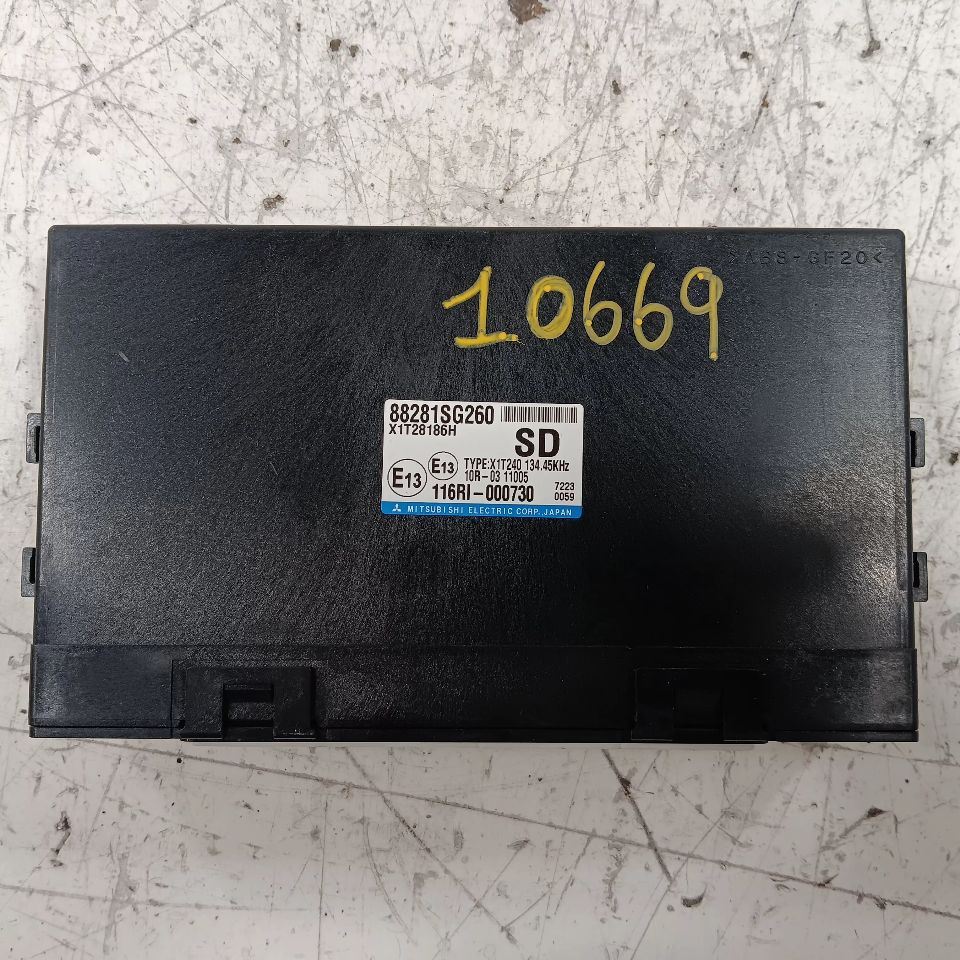 >ABS-GF20<
10669
88281SG260
X1T28186H
SD
E13
E13
TYPE:X1T240 134.45KHz
10R-03 11005
116RI-000730
7223
0059
MITSUBISHI ELECTRIC CORP.,JAPAN